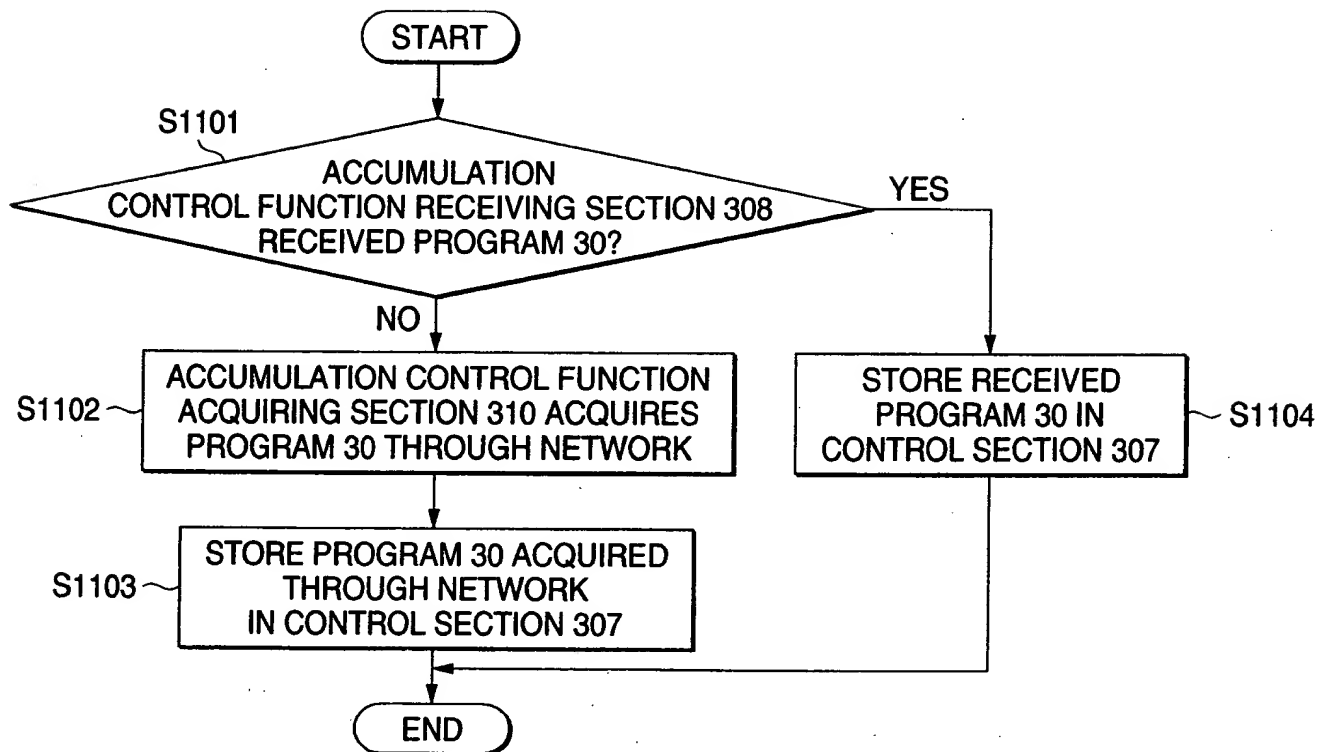 START
S1101
ACCUMULATION
CONTROL FUNCTION RECEIVING SECTION 308
RECEIVED PROGRAM 30?
YES
NO
S1102
ACCUMULATION CONTROL FUNCTION
ACQUIRING SECTION 310 ACQUIRES
PROGRAM 30 THROUGH NETWORK
STORE RECEIVED
PROGRAM 30 IN
CONTROL SECTION 307
S1104
S1103
STORE PROGRAM 30 ACQUIRED
THROUGH NETWORK
IN CONTROL SECTION 307
END